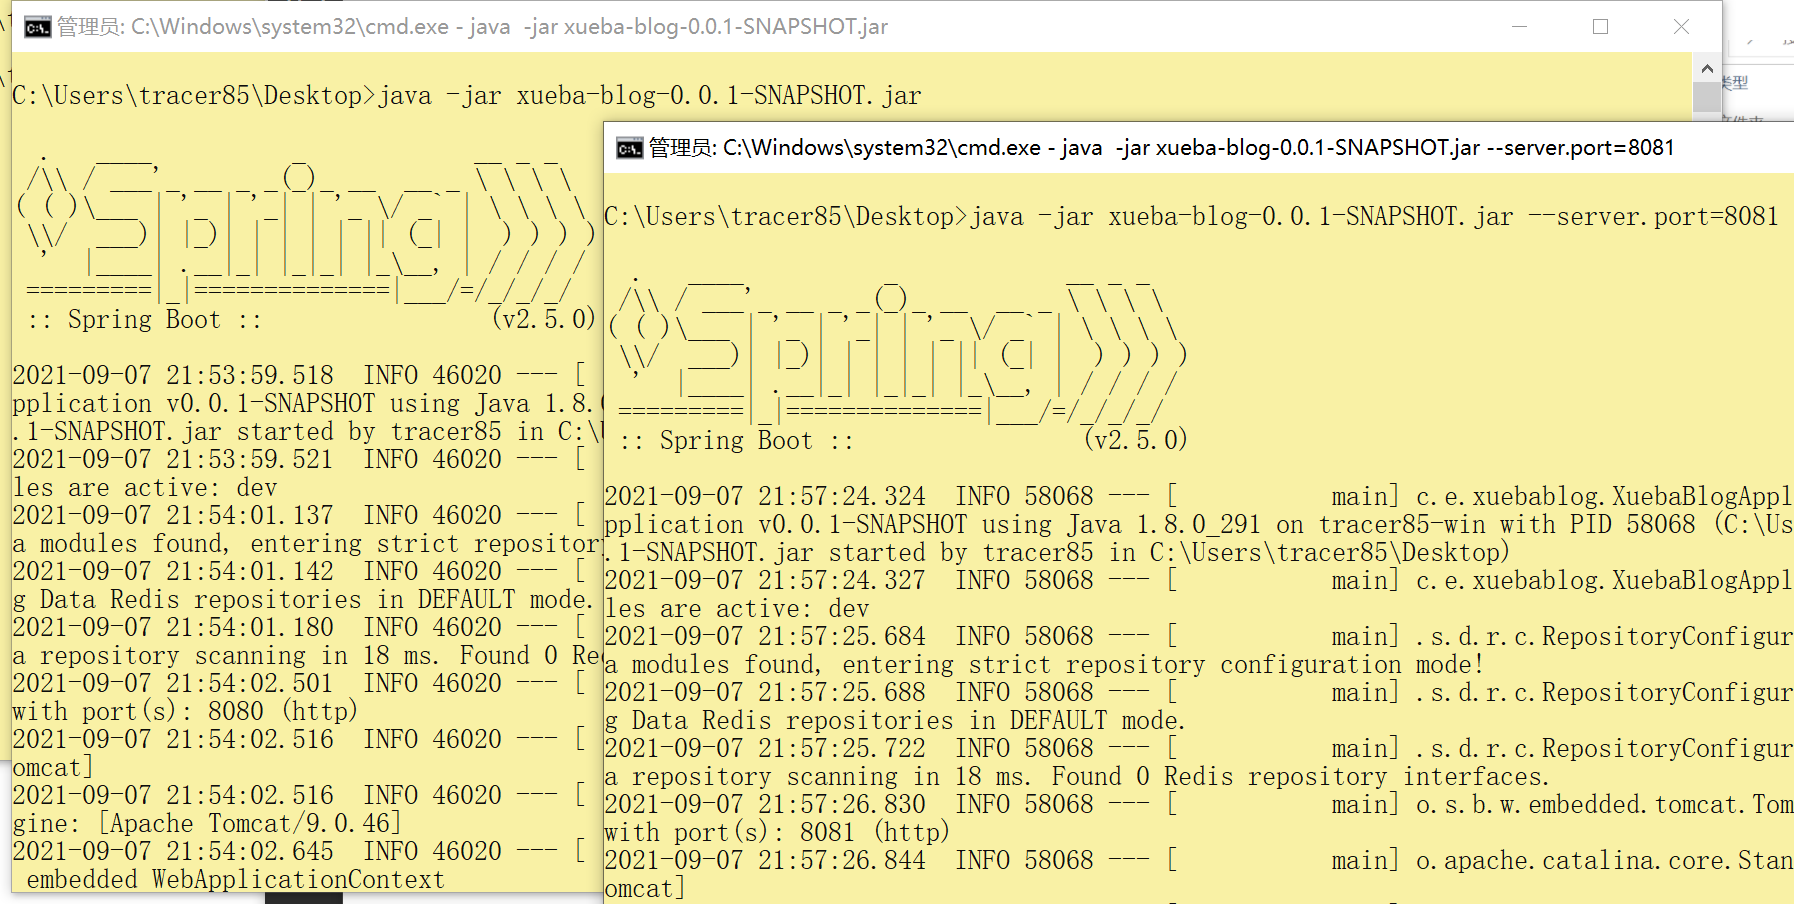 管理员: C:\Windows\system32\cmd.exe - java  -jar xueba-blog-0.0.1-SNAPSHOT.jar
C:\Users\tracer85\Desktop>java -jar xueba-blog-0.0.1-SNAPSHOT.jar
:: Spring Boot ::                (v2.5.0)
2021-09-07 21:53:59.518  INFO 46020 --- [
pplication v0.0.1-SNAPSHOT using Java 1.8.
.1-SNAPSHOT.jar started by tracer85 in C:\
2021-09-07 21:53:59.521  INFO 46020 --- [
les are active: dev
2021-09-07 21:54:01.137  INFO 46020 --- [
a modules found, entering strict repository
2021-09-07 21:54:01.142  INFO 46020 --- [
g Data Redis repositories in DEFAULT mode.
2021-09-07 21:54:01.180  INFO 46020 --- [
a repository scanning in 18 ms. Found 0 Re
2021-09-07 21:54:02.501  INFO 46020 --- [
with port(s): 8080 (http)
2021-09-07 21:54:02.516  INFO 46020 --- [
omcat]
2021-09-07 21:54:02.516  INFO 46020 --- [
gine: [Apache Tomcat/9.0.46]
2021-09-07 21:54:02.645  INFO 46020 --- [
embedded WebApplicationContext
管理员: C:\Windows\system32\cmd.exe - java  -jar xueba-blog-0.0.1-SNAPSHOT.jar --server.port=8081
C:\Users\tracer85\Desktop>java -jar xueba-blog-0.0.1-SNAPSHOT.jar --server.port=8081
:: Spring Boot ::                (v2.5.0)
2021-09-07 21:57:24.324  INFO 58068 --- [           main] c.e.xuebablog.XuebaBlogAppl
pplication v0.0.1-SNAPSHOT using Java 1.8.0_291 on tracer85-win with PID 58068 (C:\Us
.1-SNAPSHOT.jar started by tracer85 in C:\Users\tracer85\Desktop)
2021-09-07 21:57:24.327  INFO 58068 --- [           main] c.e.xuebablog.XuebaBlogAppl
les are active: dev
2021-09-07 21:57:25.684  INFO 58068 --- [           main] .s.d.r.c.RepositoryConfigur
a modules found, entering strict repository configuration mode!
2021-09-07 21:57:25.688  INFO 58068 --- [           main] .s.d.r.c.RepositoryConfigur
g Data Redis repositories in DEFAULT mode.
2021-09-07 21:57:25.722  INFO 58068 --- [           main] .s.d.r.c.RepositoryConfigur
a repository scanning in 18 ms. Found 0 Redis repository interfaces.
2021-09-07 21:57:26.830  INFO 58068 --- [           main] o.s.b.w.embedded.tomcat.Tom
with port(s): 8081 (http)
2021-09-07 21:57:26.844  INFO 58068 --- [           main] o.apache.catalina.core.Stan
omcat]
类型